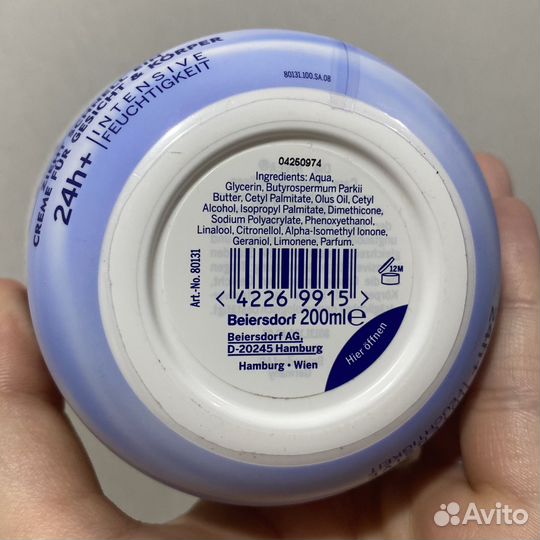 CREME FÜR GESICHT & KÖRPER
24h+ INTENSIVE
FEUCHTIGKEIT
80131.100.SA.08
04250974
Ingredients: Aqua,
Glycerin, Butyrospermum Parkii
Butter, Cetyl Palmitate, Olus Oil, Cetyl
Alcohol, Isopropyl Palmitate, Dimethicone,
Sodium Polyacrylate, Phenoxyethanol,
Linalool, Citronellol, Alpha-Isomethyl Ionone,
Geraniol, Limonene, Parfum.
Art.-No. 80131
12M
< 4226 9915 >
Beiersdorf 200ml℮
Beiersdorf AG,
D-20245 Hamburg
Hamburg • Wien
Hier öffnen
Avito